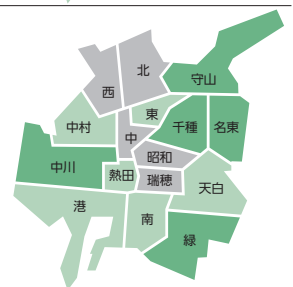 北
守山
西
東
中村
千種
名東
中
昭和
中川
熱田
瑞穂
天白
港
南
緑